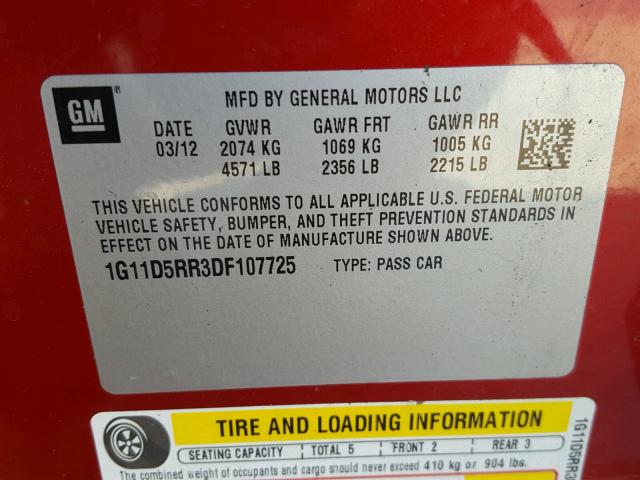 GM
MFD BY GENERAL MOTORS LLC
DATE GVWR GAWR FRT GAWR RR
03/12 2074 KG 1069 KG 1005 KG
4571 LB 2356 LB 2215 LB
THIS VEHICLE CONFORMS TO ALL APPLICABLE U.S. FEDERAL MOTOR
VEHICLE SAFETY, BUMPER, AND THEFT PREVENTION STANDARDS IN
EFFECT ON THE DATE OF MANUFACTURE SHOWN ABOVE.
1G11D5RR3DF107725 TYPE: PASS CAR
TIRE AND LOADING INFORMATION
SEATING CAPACITY TOTAL 5 FRONT 2 REAR 3
The combined weight of occupants and cargo should never exceed 410 kg or 904 lbs.
1G11D5RR3